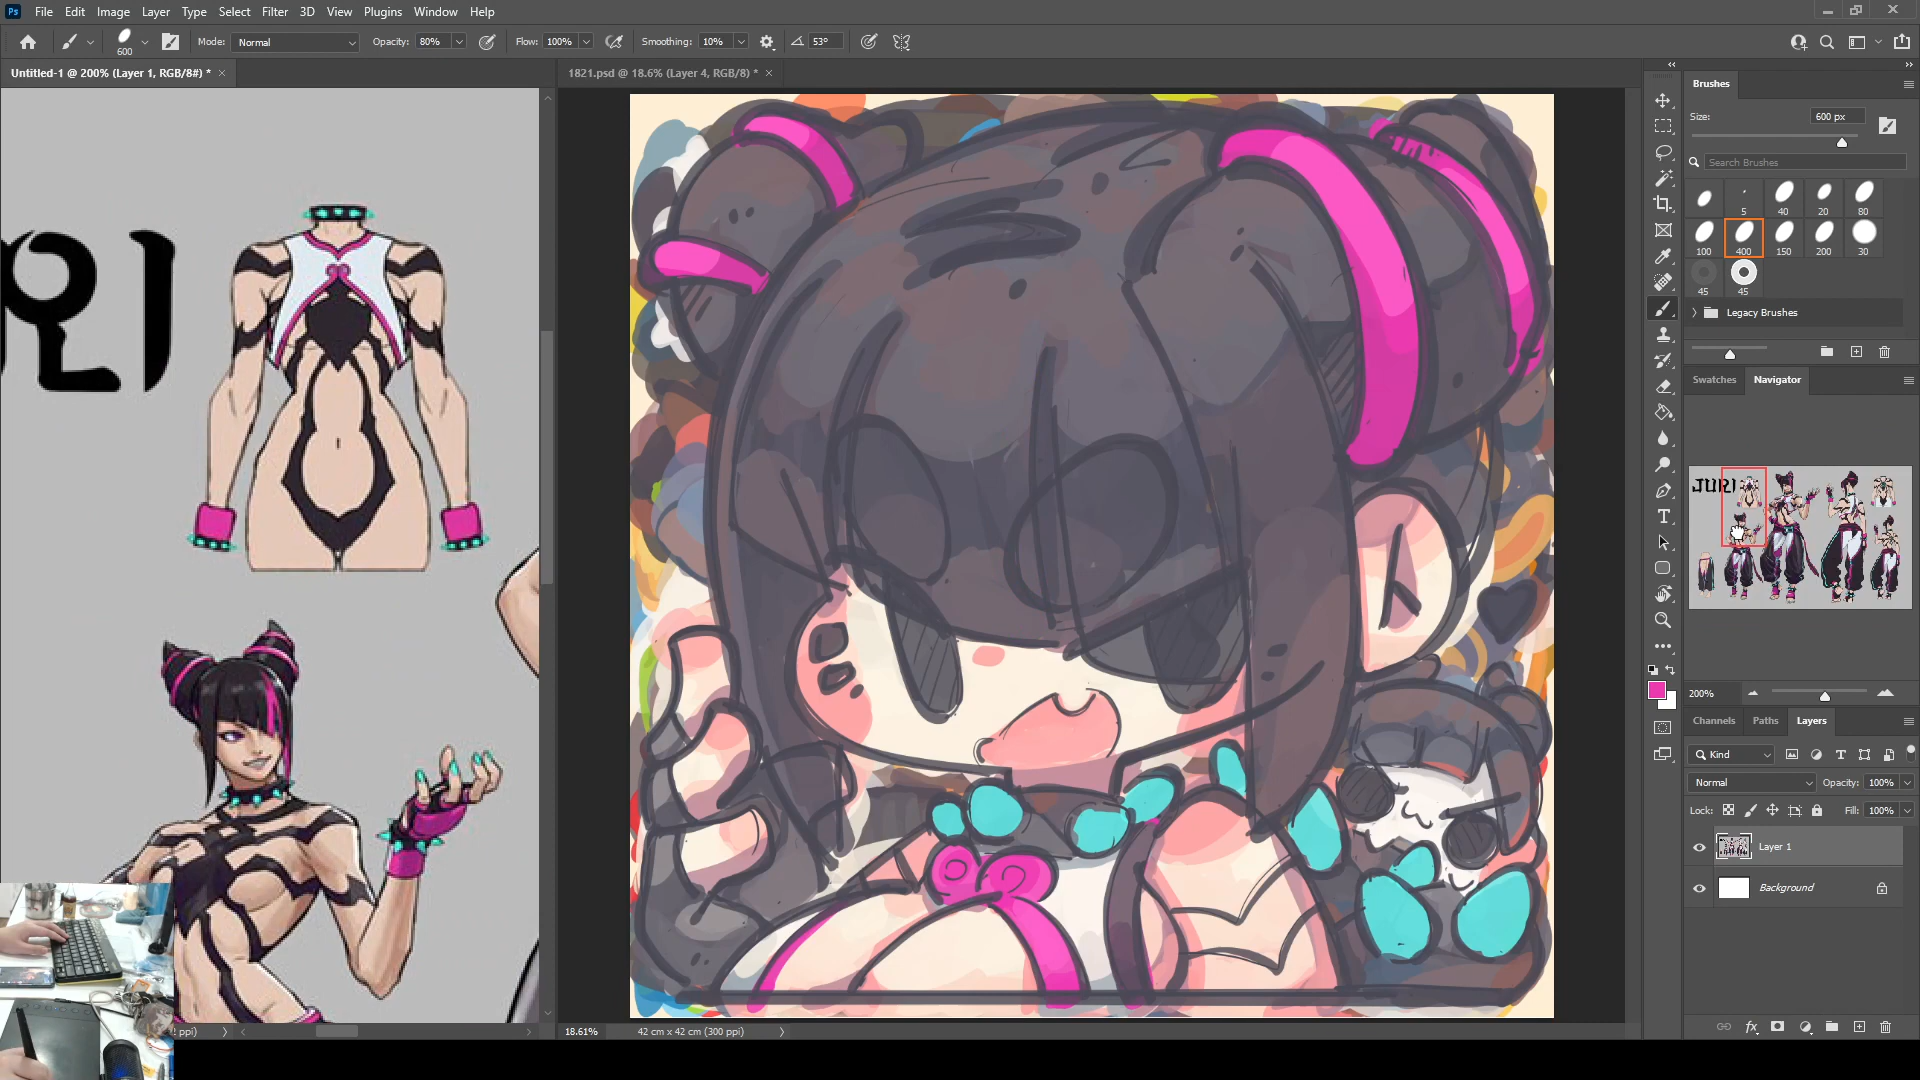 Ps File Edit Image Layer Type Select Filter 3D View Plugins Window Help
600 Mode: Normal Opacity: 80% Flow: 100% Smoothing: 10% 53°
Untitled-1 @ 200% (Layer 1, RGB/8#) * ×
1821.psd @ 18.6% (Layer 4, RGB/8) * ×
Brushes
Size: 600 px
Search Brushes
5 40 20 80
100 400 150 200 30
45 45
Legacy Brushes
Swatches Navigator
JURI
200%
Channels Paths Layers
Kind
Normal Opacity: 100%
Lock: Fill: 100%
Layer 1
Background
ppi)
18.61% 42 cm x 42 cm (300 ppi)